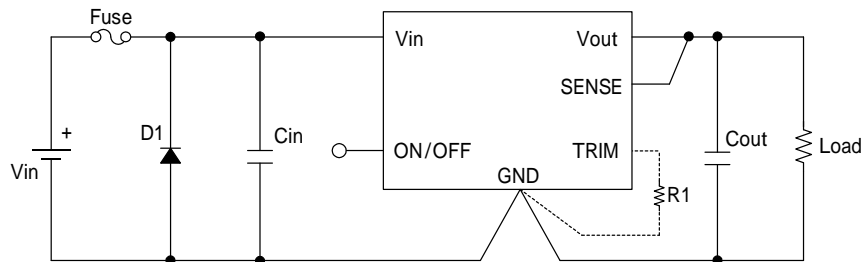 Fuse
Vin
Vout
SENSE
+
D1
Cin
ON/OFF
TRIM
Cout
Load
Vin
GND
R1